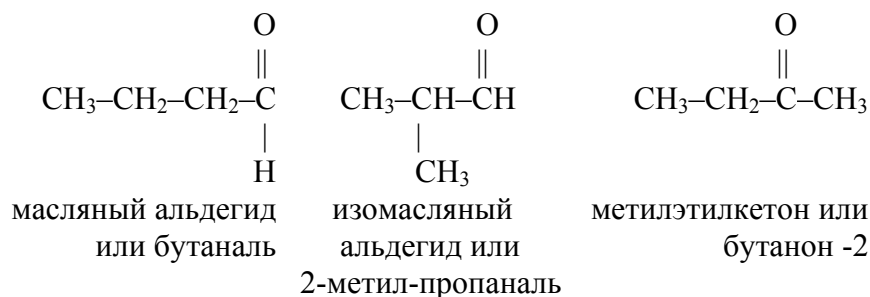 O O O
|| || ||
CH₃–CH₂–CH₂–C CH₃–CH–CH CH₃–CH₂–C–CH₃
| |
H CH₃
масляный альдегид изомасляный метилэтилкетон или
или бутаналь альдегид или бутанон -2
2-метил-пропаналь